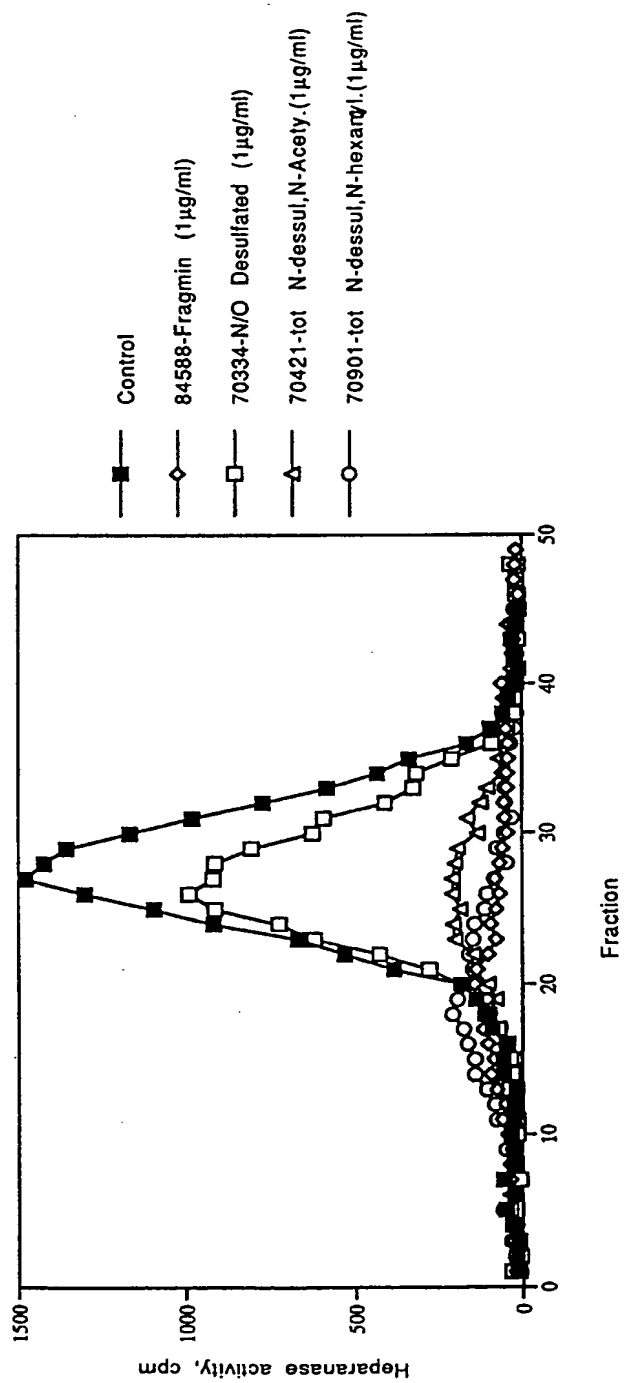 Heparanase activity, cpm
1500
1000
500
0
0
10
20
30
40
50
Fraction
Control
84588-Fragmin (1µg/ml)
70334-N/O Desulfated (1µg/ml)
70421-tot N-dessul,N-Acety.(1µg/ml)
70901-tot N-dessul,N-hexanyl.(1µg/ml)